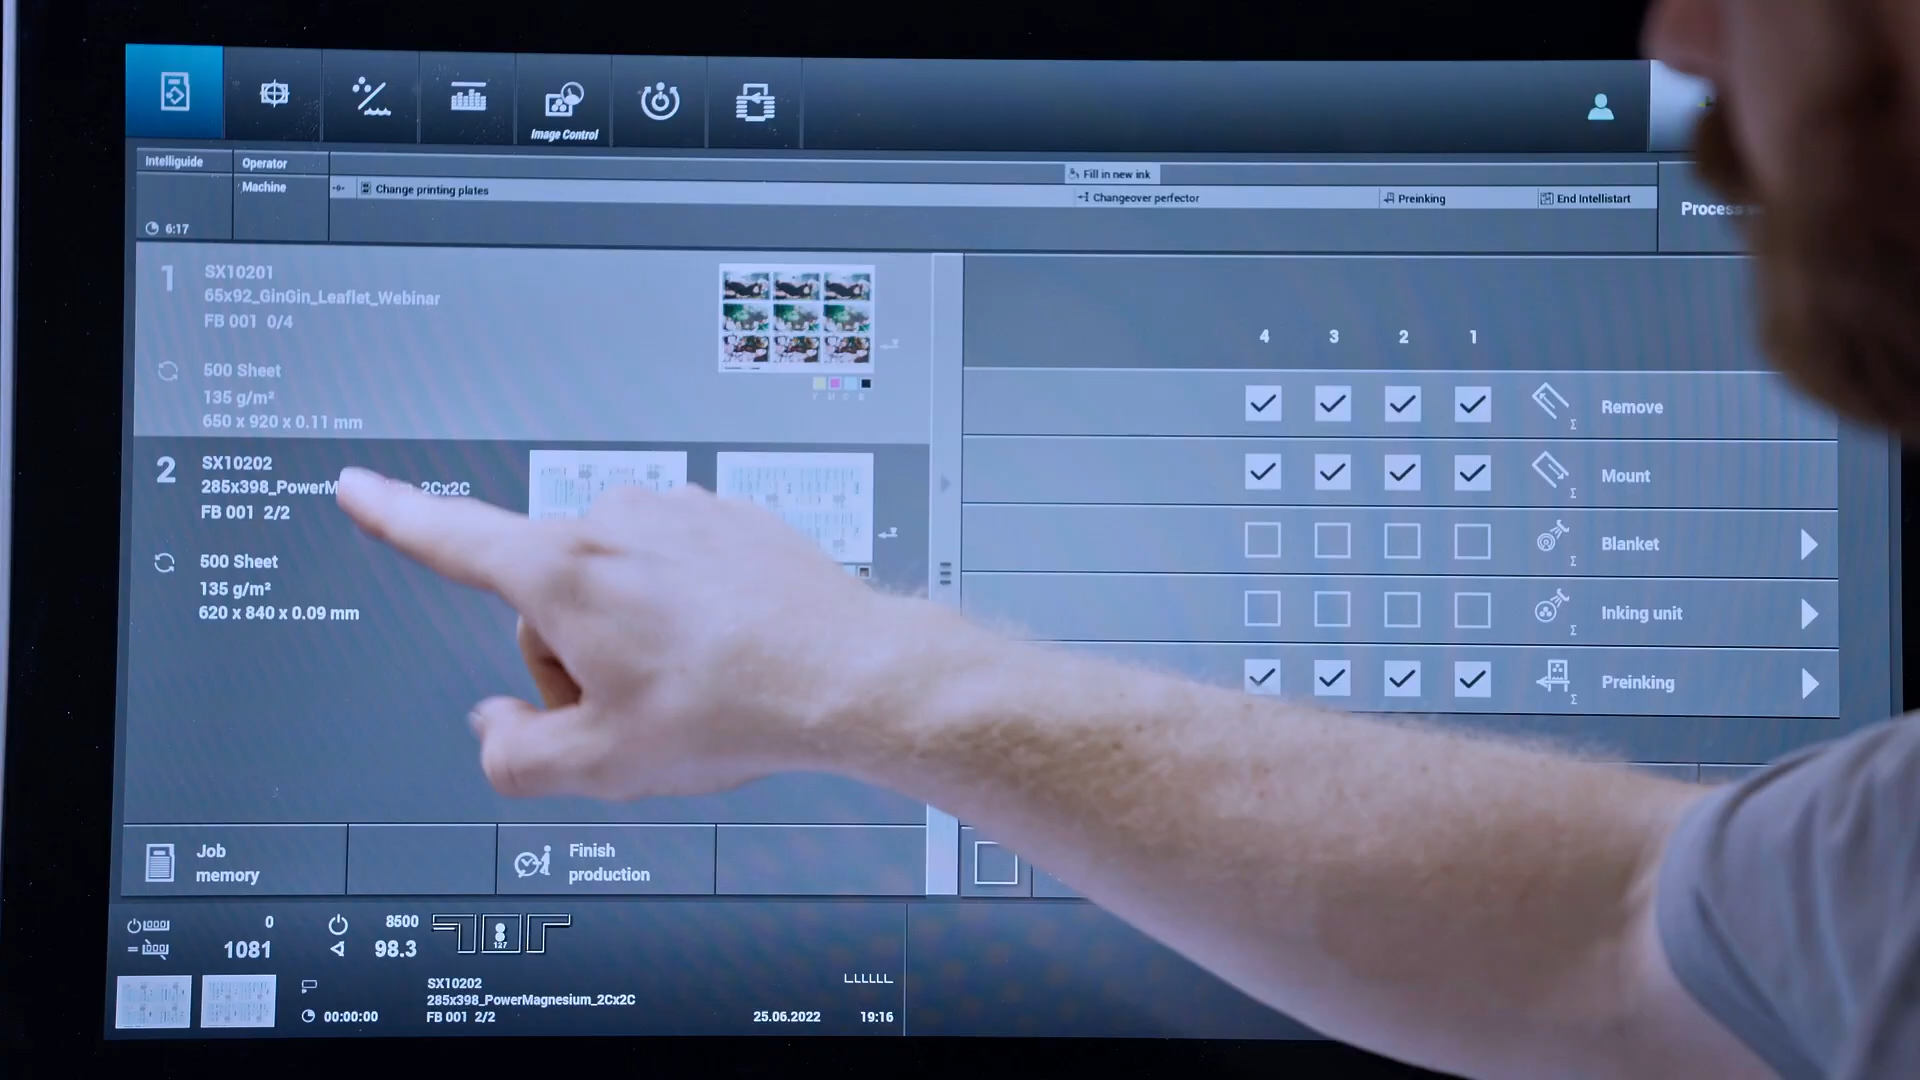 Image Control
Intelliguide
Operator
Fill in new ink
Machine
Change printing plates
Changeover perfector
Preinking
End Intellistart
Process
6:17
1
SX10201
65x92_GinGin_Leaflet_Webinar
FB 001 0/4
500 Sheet
135 g/m²
650 x 920 x 0.11 mm
2
SX10202
285x398_PowerM
_2Cx2C
FB 001 2/2
500 Sheet
135 g/m²
620 x 840 x 0.09 mm
4 3 2 1
Remove
Mount
Blanket
Inking unit
Preinking
Job
memory
Finish
production
0
1081
8500
98.3
127
00:00:00
SX10202
285x398_PowerMagnesium_2Cx2C
FB 001 2/2
25.06.2022
19:16